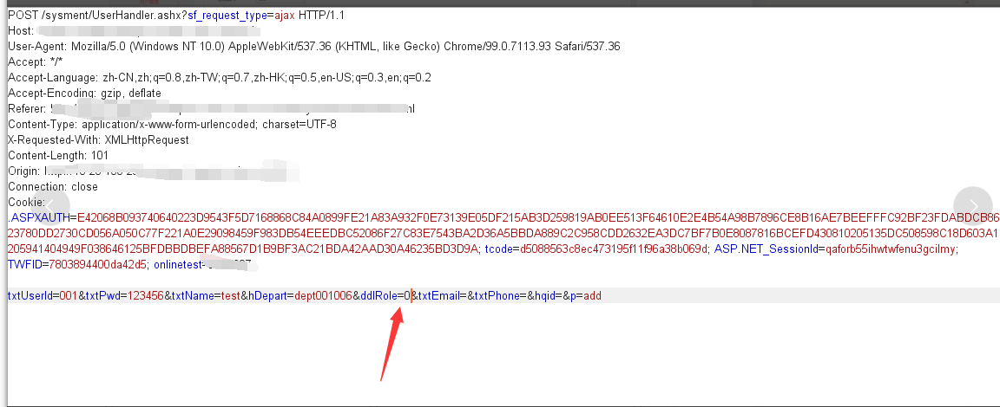 POST /sysment/UserHandler.ashx?sf_request_type=ajax HTTP/1.1
Host:
User-Agent: Mozilla/5.0 (Windows NT 10.0) AppleWebKit/537.36 (KHTML, like Gecko) Chrome/99.0.7113.93 Safari/537.36
Accept: */*
Accept-Language: zh-CN,zh;q=0.8,zh-TW;q=0.7,zh-HK;q=0.5,en-US;q=0.3,en;q=0.2
Accept-Encoding: gzip, deflate
Referer:
Content-Type: application/x-www-form-urlencoded; charset=UTF-8
X-Requested-With: XMLHttpRequest
Content-Length: 101
Origin:
Connection: close
Cookie:
.ASPXAUTH=E42068B093740640223D9543F5D7168868C84A0899FE21A83A932F0E73139E05DF215AB3D259819AB0EE513F64610E2E4B54A98B7896CE8B16AE7BEEFFFC92BF23FDABDCB86
23780DD2730CD056A050C77F221A0E29098459F983DB54EEEDBC52086F27C83E7543BA2D36A5BBDA889C2C958CDD2632EA3DC7BF7B0E8087816BCEFD430810205135DC508598C18D603A1
205941404949F038646125BFDBBDBEFA88567D1B9BF3AC21BDA42AAD30A46235BD3D9A; tcode=d5088563c8ec473195f11f96a38b069d; ASP.NET_SessionId=qaforb55ihwtwfenu3gcilmy;
TWFID=7803894400da42d5; onlinetest-
txtUserId=001&txtPwd=123456&txtName=test&hDepart=dept001006&ddlRole=0&txtEmail=&txtPhone=&hqid=&p=add